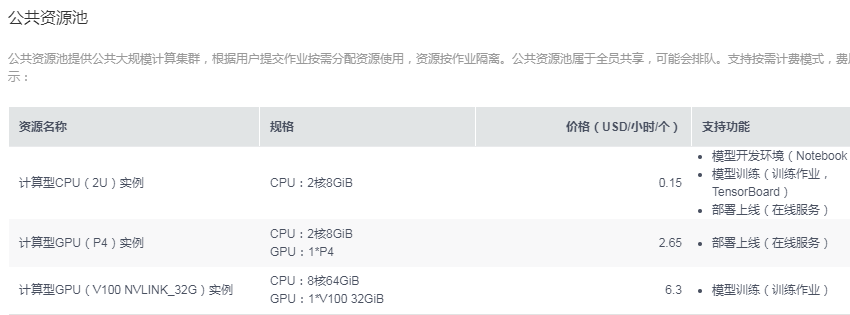 公共资源池
公共资源池提供公共大规模计算集群，根据用户提交作业按需分配资源使用，资源按作业隔离。公共资源池属于全员共享，可能会排队。支持按需计费模式，费
示：
资源名称 规格 价格（USD/小时/个） 支持功能
计算型CPU（2U）实例 CPU：2核8GiB 0.15
• 模型开发环境（Notebook
• 模型训练（训练作业，
TensorBoard）
• 部署上线（在线服务）
计算型GPU（P4）实例 CPU：2核8GiB
GPU：1*P4 2.65 • 部署上线（在线服务）
计算型GPU（V100 NVLINK_32G）实例 CPU：8核64GiB
GPU：1*V100 32GiB 6.3 • 模型训练（训练作业）